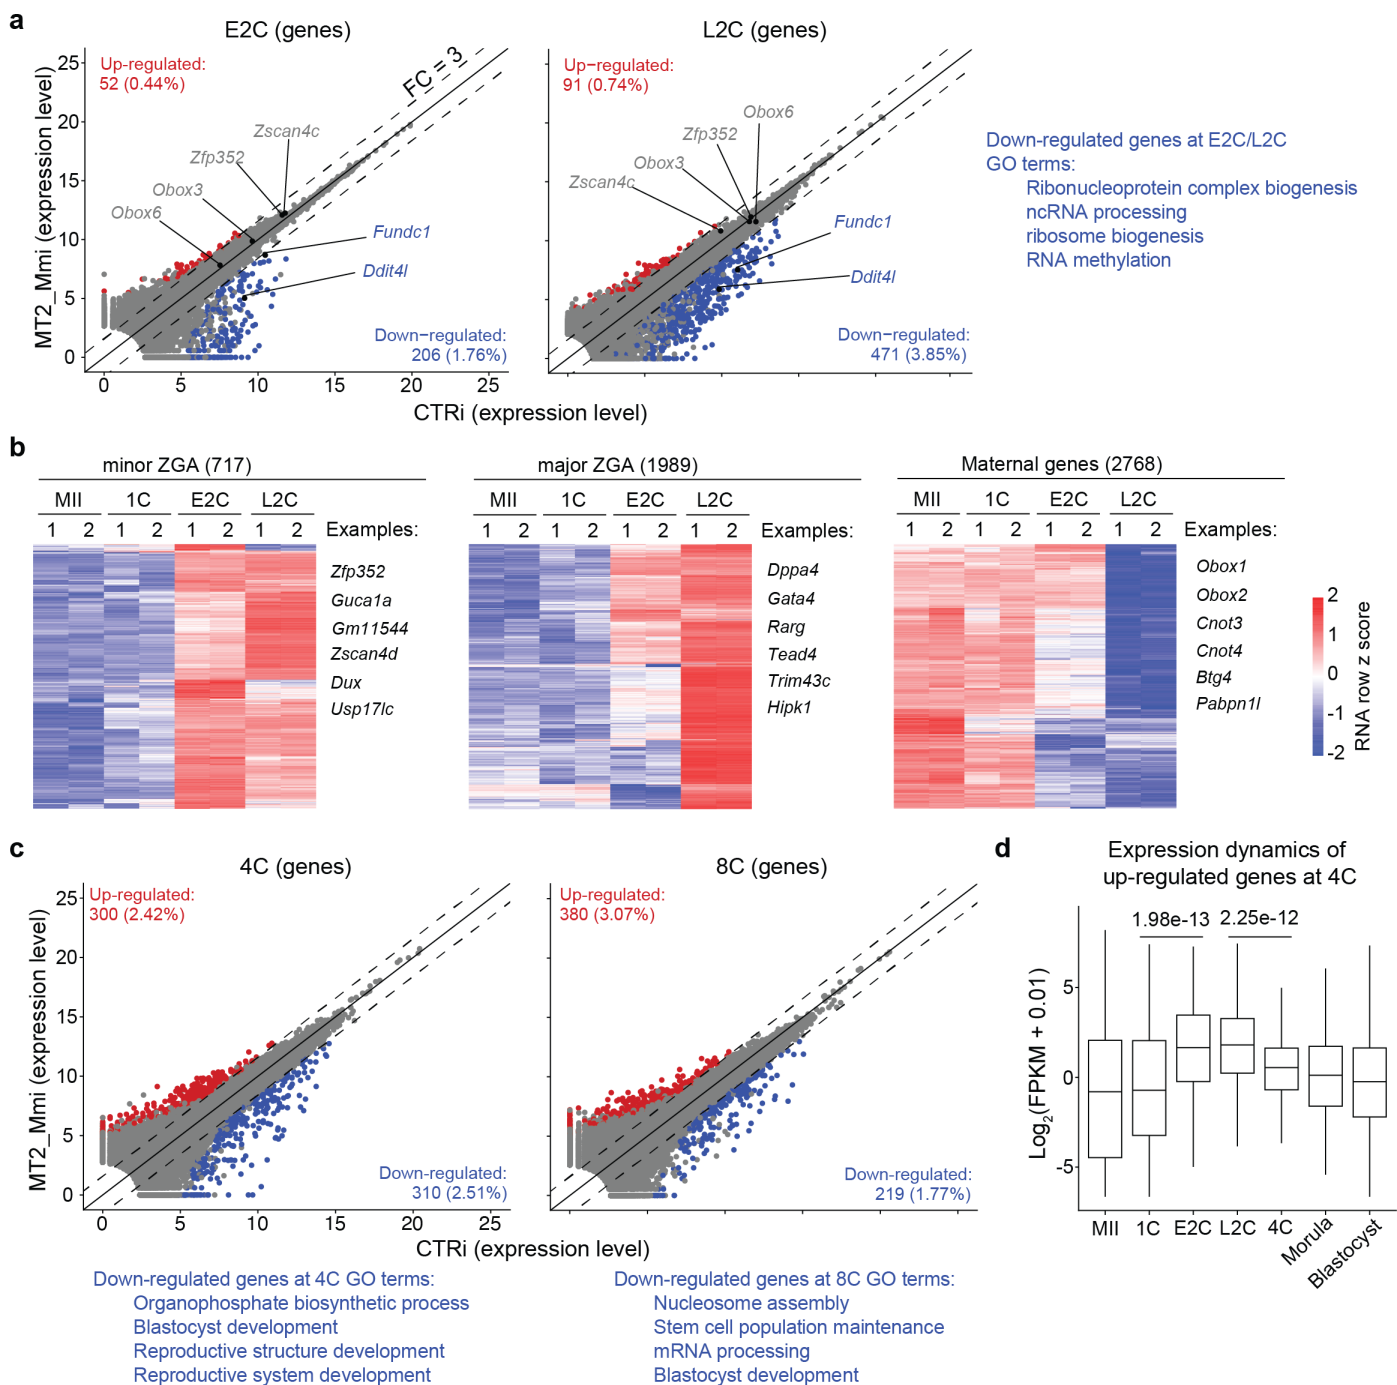 a
E2C (genes)
L2C (genes)
Up-regulated:
52 (0.44%)
FC = 3
Zscan4c
Zfp352
Obox3
Obox6
Fundc1
Ddit4l
Down−regulated:
206 (1.76%)
MT2_Mmi (expression level)
25
20
15
10
5
0
0 5 10 15 20 25
Up−regulated:
91 (0.74%)
Obox6
Zfp352
Obox3
Zscan4c
Fundc1
Ddit4l
Down−regulated:
471 (3.85%)
CTRi (expression level)
Down-regulated genes at E2C/L2C
GO terms:
Ribonucleoprotein complex biogenesis
ncRNA processing
ribosome biogenesis
RNA methylation
b
minor ZGA (717)
MII 1C E2C L2C
1 2 1 2 1 2 1 2
Examples:
Zfp352
Guca1a
Gm11544
Zscan4d
Dux
Usp17lc
major ZGA (1989)
MII 1C E2C L2C
1 2 1 2 1 2 1 2
Examples:
Dppa4
Gata4
Rarg
Tead4
Trim43c
Hipk1
Maternal genes (2768)
MII 1C E2C L2C
1 2 1 2 1 2 1 2
Examples:
Obox1
Obox2
Cnot3
Cnot4
Btg4
Pabpn1l
2
1
0
-1
-2
RNA row z score
c
4C (genes)
8C (genes)
Up-regulated:
300 (2.42%)
Down-regulated:
310 (2.51%)
MT2_Mmi (expression level)
25
20
15
10
5
0
0 5 10 15 20 25
Up-regulated:
380 (3.07%)
Down-regulated:
219 (1.77%)
CTRi (expression level)
Down-regulated genes at 4C GO terms:
Organophosphate biosynthetic process
Blastocyst development
Reproductive structure development
Reproductive system development
Down-regulated genes at 8C GO terms:
Nucleosome assembly
Stem cell population maintenance
mRNA processing
Blastocyst development
d
Expression dynamics of
up-regulated genes at 4C
1.98e-13 2.25e-12
Log2(FPKM + 0.01)
5
0
-5
MII 1C E2C L2C 4C Morula Blastocyst